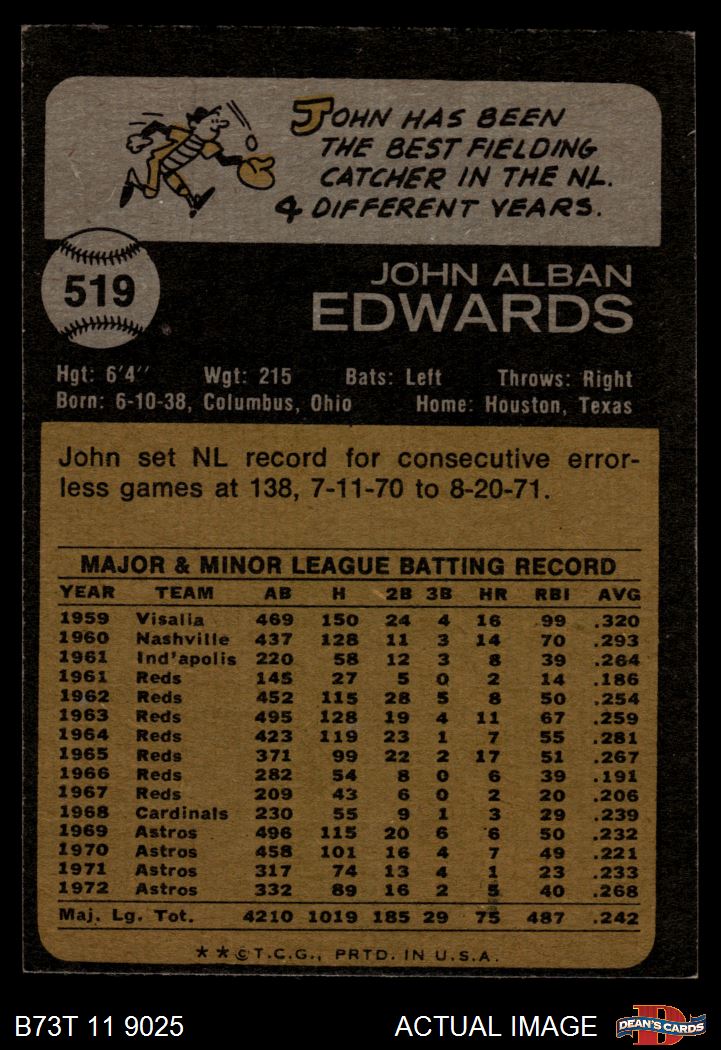 JOHN HAS BEEN
THE BEST FIELDING
CATCHER IN THE NL.
4 DIFFERENT YEARS.
519
JOHN ALBAN
EDWARDS
Hgt: 6'4" Wgt: 215 Bats: Left Throws: Right
Born: 6-10-38, Columbus, Ohio Home: Houston, Texas
John set NL record for consecutive error-
less games at 138, 7-11-70 to 8-20-71.
MAJOR & MINOR LEAGUE BATTING RECORD
YEAR TEAM AB H 2B 3B HR RBI AVG
1959 Visalia 469 150 24 4 16 99 .320
1960 Nashville 437 128 11 3 14 70 .293
1961 Ind'apolis 220 58 12 3 8 39 .264
1961 Reds 145 27 5 0 2 14 .186
1962 Reds 452 115 28 5 8 50 .254
1963 Reds 495 128 19 4 11 67 .259
1964 Reds 423 119 23 1 7 55 .281
1965 Reds 371 99 22 2 17 51 .267
1966 Reds 282 54 8 0 6 39 .191
1967 Reds 209 43 6 0 2 20 .206
1968 Cardinals 230 55 9 1 3 29 .239
1969 Astros 496 115 20 6 6 50 .232
1970 Astros 458 101 16 4 7 49 .221
1971 Astros 317 74 13 4 1 23 .233
1972 Astros 332 89 16 2 5 40 .268
Maj. Lg. Tot. 4210 1019 185 29 75 487 .242
**©T.C.G., PRTD. IN U.S.A.
B73T 11 9025 ACTUAL IMAGE
D
DEAN'S CARDS